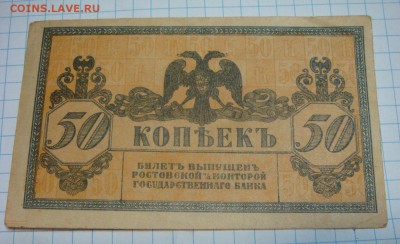 COINS.LAVE.RU
50 КОПѢЕКЪ 50
БИЛЕТЪ ВЫПУЩЕНЪ
РОСТОВСКОЙ н/Д КОНТОРОЙ
ГОСУДАРСТВЕННАГО БАНКА